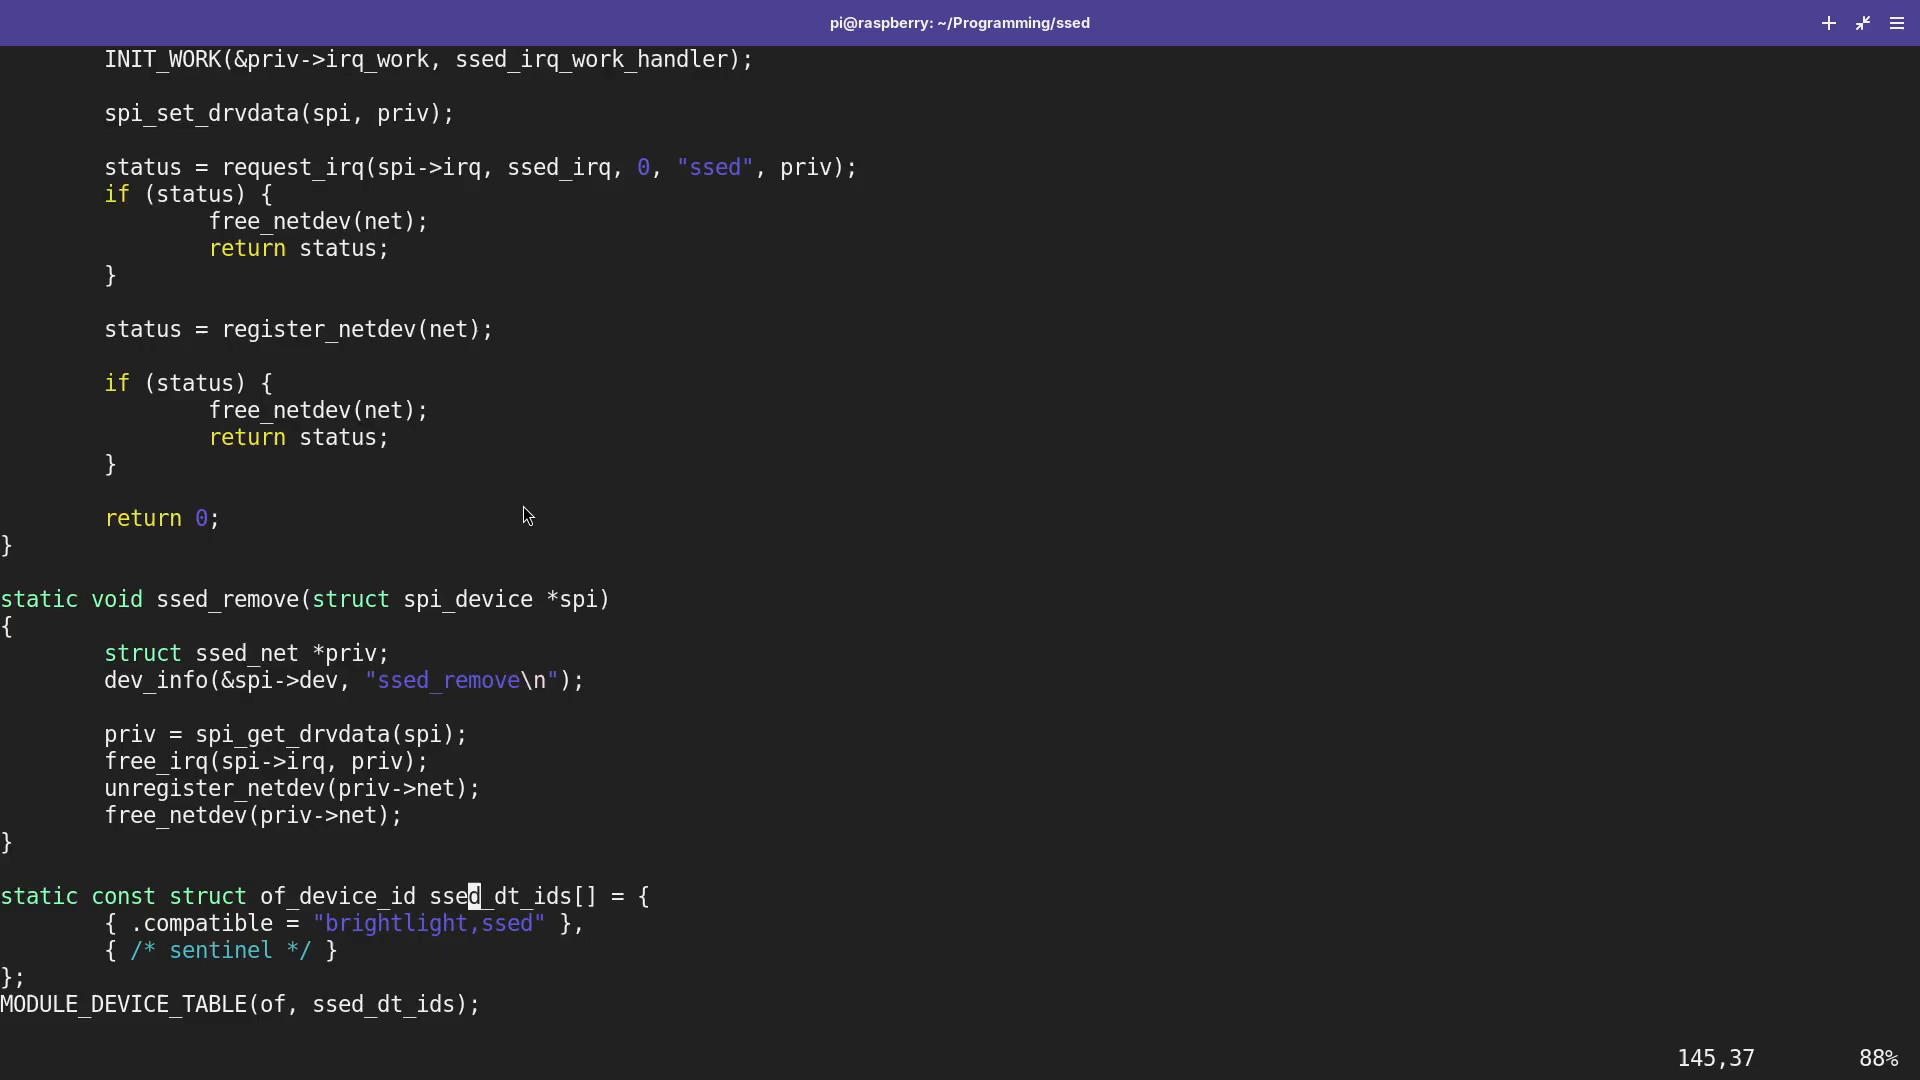 pi@raspberry: ~/Programming/ssed
INIT_WORK(&priv->irq_work, ssed_irq_work_handler);
spi_set_drvdata(spi, priv);
status = request_irq(spi->irq, ssed_irq, 0, "ssed", priv);
if (status) {
free_netdev(net);
return status;
}
status = register_netdev(net);
if (status) {
free_netdev(net);
return status;
}
return 0;
}
static void ssed_remove(struct spi_device *spi)
{
struct ssed_net *priv;
dev_info(&spi->dev, "ssed_remove\n");
priv = spi_get_drvdata(spi);
free_irq(spi->irq, priv);
unregister_netdev(priv->net);
free_netdev(priv->net);
}
static const struct of_device_id ssed_dt_ids[] = {
{ .compatible = "brightlight,ssed" },
{ /* sentinel */ }
};
MODULE_DEVICE_TABLE(of, ssed_dt_ids);
145,37 88%